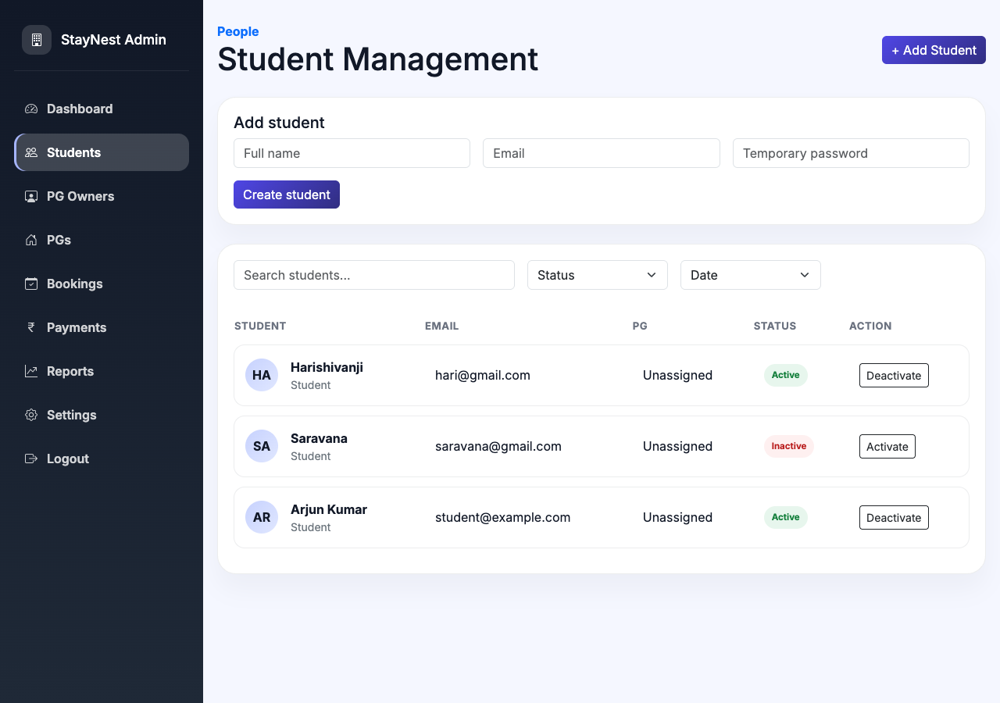 StayNest Admin
Dashboard
Students
PG Owners
PGs
Bookings
Payments
Reports
Settings
Logout
People
Student Management
+ Add Student
Add student
Full name
Email
Temporary password
Create student
Search students...
Status
Date
STUDENT EMAIL PG STATUS ACTION
HA
Harishivanji
Student
hari@gmail.com
Unassigned
Active
Deactivate
SA
Saravana
Student
saravana@gmail.com
Unassigned
Inactive
Activate
AR
Arjun Kumar
Student
student@example.com
Unassigned
Active
Deactivate